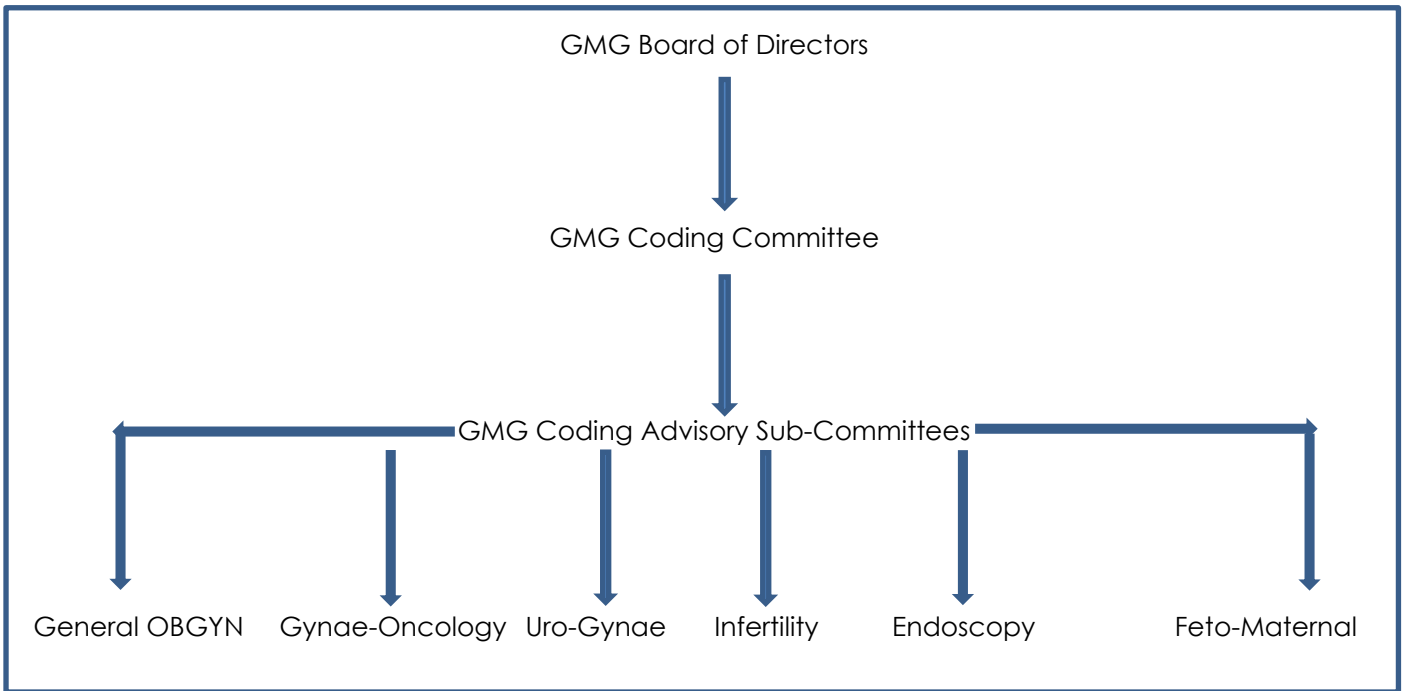 GMG Board of Directors
GMG Coding Committee
GMG Coding Advisory Sub-Committees
General OBGYN
Gynae-Oncology
Uro-Gynae
Infertility
Endoscopy
Feto-Maternal